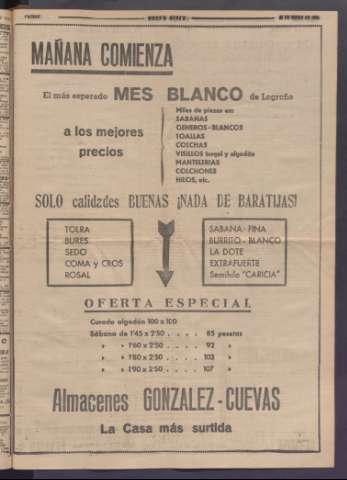 MAÑANA COMIENZA
El más esperado MES BLANCO de Logroño
a los mejores
precios
Miles de piezas en:
SABANAS
GENEROS-BLANCOS
TOALLAS
COLCHAS
VISILLOS tergal y algodón
MANTELERIAS
COLCHONES
HILOS, etc.
SOLO calidades BUENAS ¡NADA DE BARATIJAS!
TOLRA
BURES
SEDO
COMA y CROS
ROSAL
SABANA-FINA
BURRITO-BLANCO
LA DOTE
EXTRAFUERTE
Semihilo "CARICIA"
OFERTA ESPECIAL
Curado algodón 100 x 100
Sábana de 1'45 x 2'50 . . . . 85 pesetas
» » 1'60 x 2'50 . . . . 92 »
» » 1'80 x 2'50 . . . . 103 »
» » 1'90 x 2'50 . . . . 107 »
Almacenes GONZALEZ-CUEVAS
La Casa más surtida